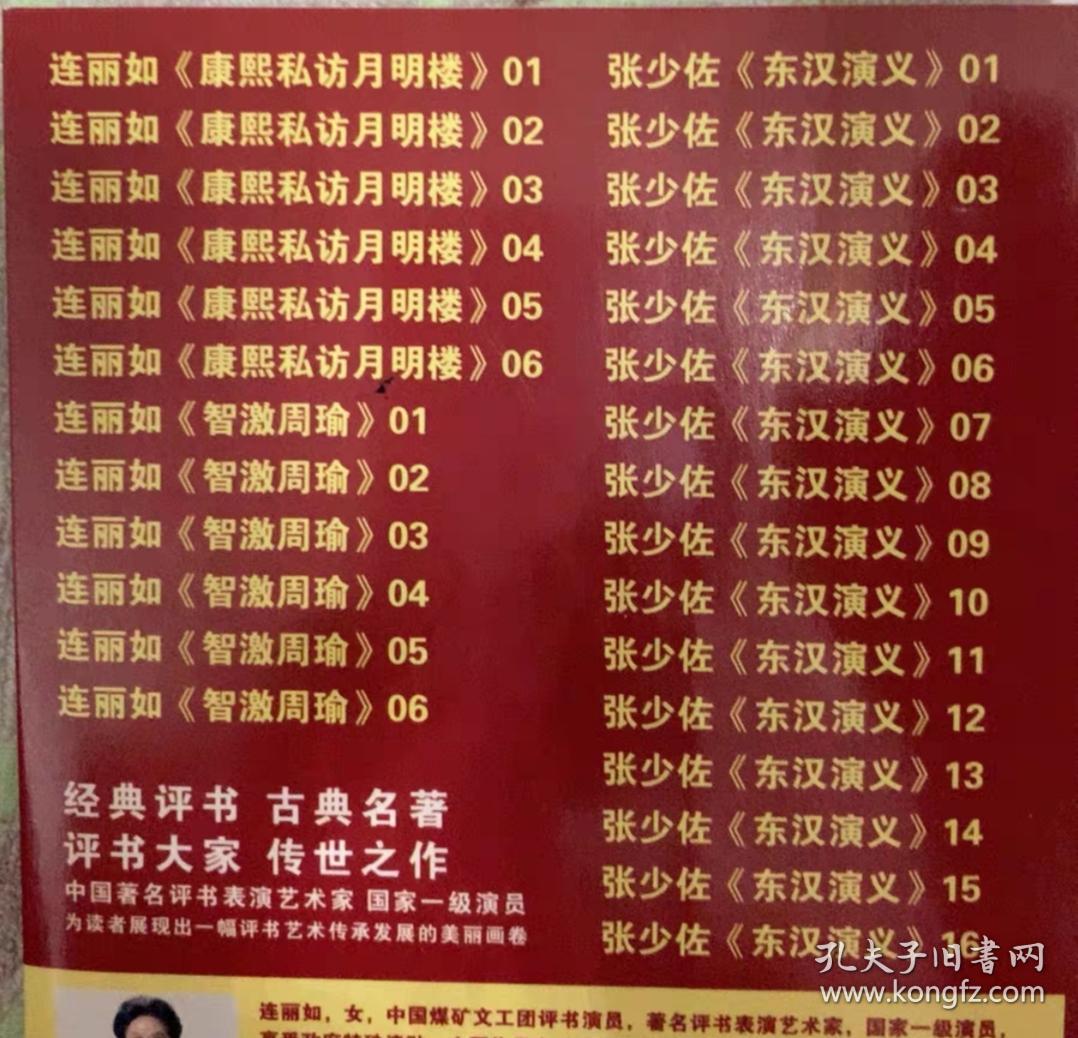 连丽如《康熙私访月明楼》01
连丽如《康熙私访月明楼》02
连丽如《康熙私访月明楼》03
连丽如《康熙私访月明楼》04
连丽如《康熙私访月明楼》05
连丽如《康熙私访月明楼》06
连丽如《智激周瑜》01
连丽如《智激周瑜》02
连丽如《智激周瑜》03
连丽如《智激周瑜》04
连丽如《智激周瑜》05
连丽如《智激周瑜》06
经典评书 古典名著
评书大家 传世之作
中国著名评书表演艺术家 国家一级演员
为读者展现出一幅评书艺术传承发展的美丽画卷
张少佐《东汉演义》01
张少佐《东汉演义》02
张少佐《东汉演义》03
张少佐《东汉演义》04
张少佐《东汉演义》05
张少佐《东汉演义》06
张少佐《东汉演义》07
张少佐《东汉演义》08
张少佐《东汉演义》09
张少佐《东汉演义》10
张少佐《东汉演义》11
张少佐《东汉演义》12
张少佐《东汉演义》13
张少佐《东汉演义》14
张少佐《东汉演义》15
张少佐《东汉演义》16
孔夫子旧书网
www.kongfz.com
连丽如，女，中国煤矿文工团评书演员，著名评书表演艺术家，国家一级演员，